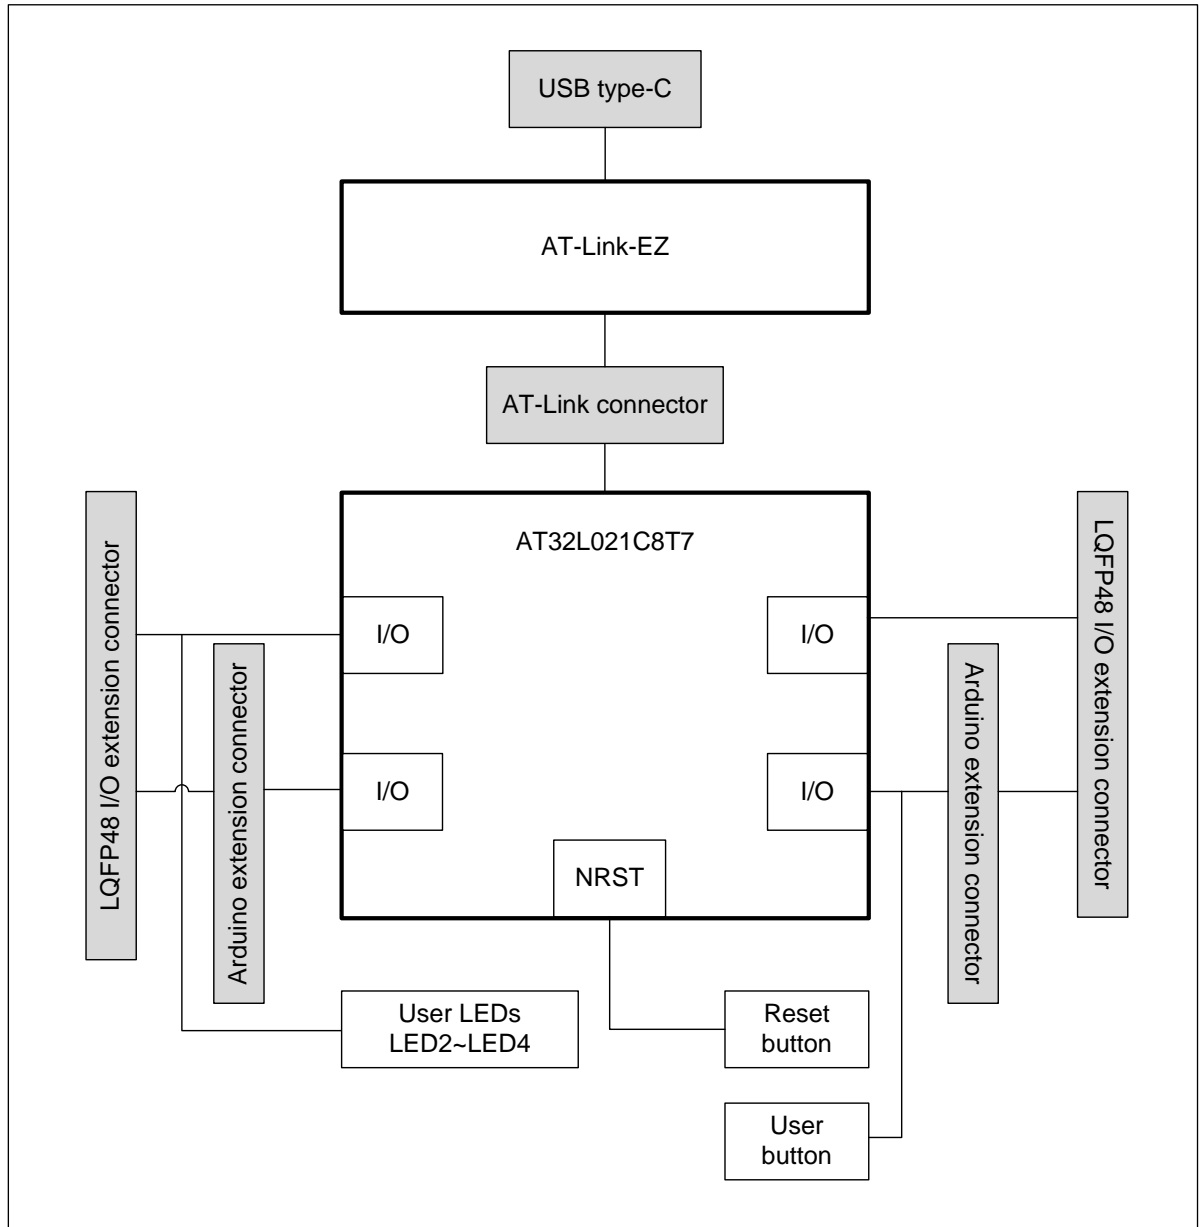 USB type-C
AT-Link-EZ
AT-Link connector
AT32L021C8T7
LQFP48 I/O extension connector
Arduino extension connector
I/O
I/O
I/O
I/O
NRST
Arduino extension connector
LQFP48 I/O extension connector
User LEDs
LED2~LED4
Reset
button
User
button